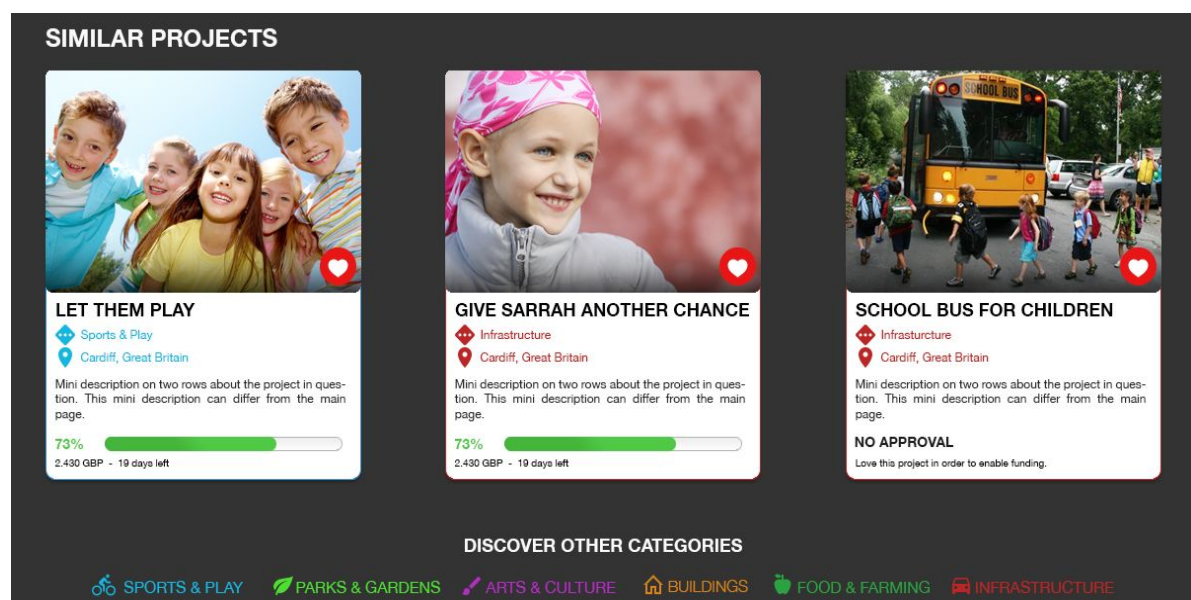 SIMILAR PROJECTS
SCHOOL BUS
LET THEM PLAY
Sports & Play
Cardiff, Great Britain
Mini description on two rows about the project in ques-
tion. This mini description can differ from the main
page.
73%
2.430 GBP - 19 days left
GIVE SARRAH ANOTHER CHANCE
Infrastructure
Cardiff, Great Britain
Mini description on two rows about the project in ques-
tion. This mini description can differ from the main
page.
73%
2.430 GBP - 19 days left
SCHOOL BUS FOR CHILDREN
Infrasturcture
Cardiff, Great Britain
Mini description on two rows about the project in ques-
tion. This mini description can differ from the main
page.
NO APPROVAL
Love this project in order to enable funding.
DISCOVER OTHER CATEGORIES
SPORTS & PLAY PARKS & GARDENS ARTS & CULTURE BUILDINGS FOOD & FARMING INFRASTRUCTURE